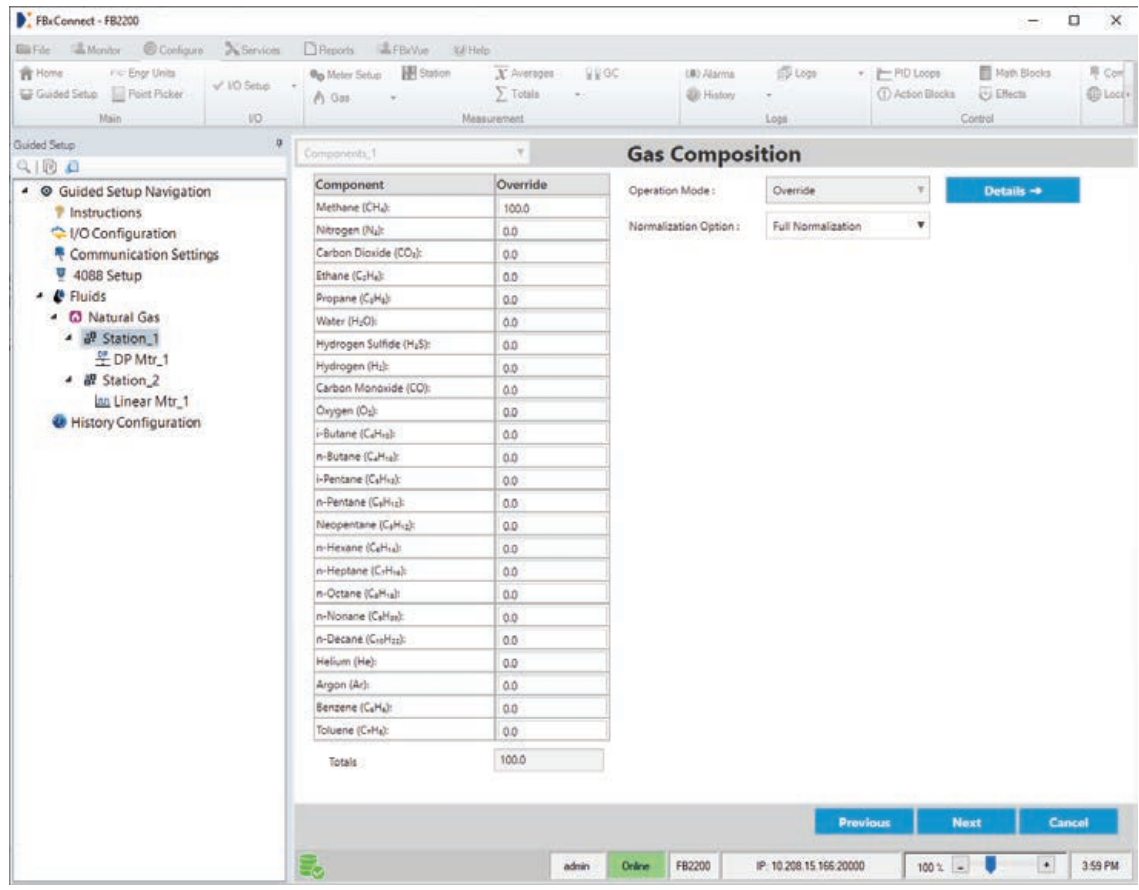 FBxConnect - FB2200
File Monitor Configure Services Reports FBxVue Help
Home Engr Units I/O Setup Meter Setup Station Averages GC Alarms Logs PID Loops Math Blocks
Guided Setup Point Picker Gas Totals History Action Blocks Effects
Main I/O Measurement Logs Control
Guided Setup
Components_1
Gas Composition
Guided Setup Navigation
Instructions
I/O Configuration
Communication Settings
4088 Setup
Fluids
Natural Gas
Station_1
DP Mtr_1
Station_2
Linear Mtr_1
History Configuration
Component Override
Methane (CH₄): 100.0
Nitrogen (N₂): 0.0
Carbon Dioxide (CO₂): 0.0
Ethane (C₂H₆): 0.0
Propane (C₃H₈): 0.0
Water (H₂O): 0.0
Hydrogen Sulfide (H₂S): 0.0
Hydrogen (H₂): 0.0
Carbon Monoxide (CO): 0.0
Oxygen (O₂): 0.0
i-Butane (C₄H₁₀): 0.0
n-Butane (C₄H₁₀): 0.0
i-Pentane (C₅H₁₂): 0.0
n-Pentane (C₅H₁₂): 0.0
Neopentane (C₅H₁₂): 0.0
n-Hexane (C₆H₁₄): 0.0
n-Heptane (C₇H₁₆): 0.0
n-Octane (C₈H₁₈): 0.0
n-Nonane (C₉H₂₀): 0.0
n-Decane (C₁₀H₂₂): 0.0
Helium (He): 0.0
Argon (Ar): 0.0
Benzene (C₆H₆): 0.0
Toluene (C₇H₈): 0.0
Totals 100.0
Operation Mode : Override Details →
Normalization Option : Full Normalization
Previous Next Cancel
admin Online FB2200 IP: 10.208.15.166:20000 100 % - + 3:59 PM